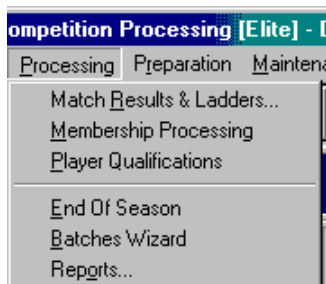 ompetition Processing [Elite] -
Processing Preparation Mainten
Match Results & Ladders...
Membership Processing
Player Qualifications
End Of Season
Batches Wizard
Reports...